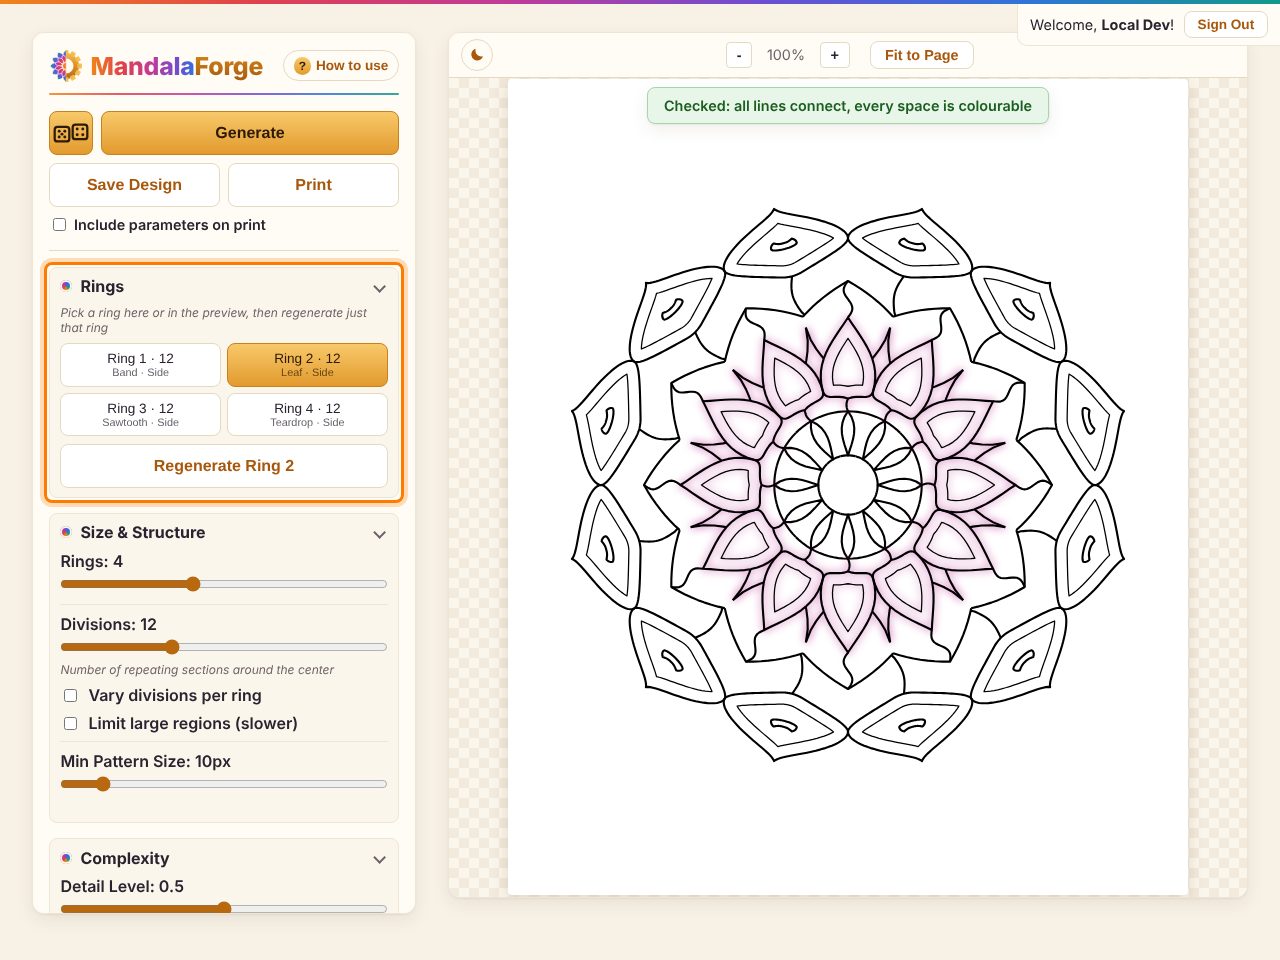 Welcome, Local Dev!
Sign Out
MandalaForge
? How to use
Generate
Save Design
Print
Include parameters on print
Rings
Pick a ring here or in the preview, then regenerate just
that ring
Ring 1 · 12
Band · Side
Ring 2 · 12
Leaf · Side
Ring 3 · 12
Sawtooth · Side
Ring 4 · 12
Teardrop · Side
Regenerate Ring 2
Size & Structure
Rings: 4
Divisions: 12
Number of repeating sections around the center
Vary divisions per ring
Limit large regions (slower)
Min Pattern Size: 10px
Complexity
Detail Level: 0.5
- 100% +
Fit to Page
Checked: all lines connect, every space is colourable